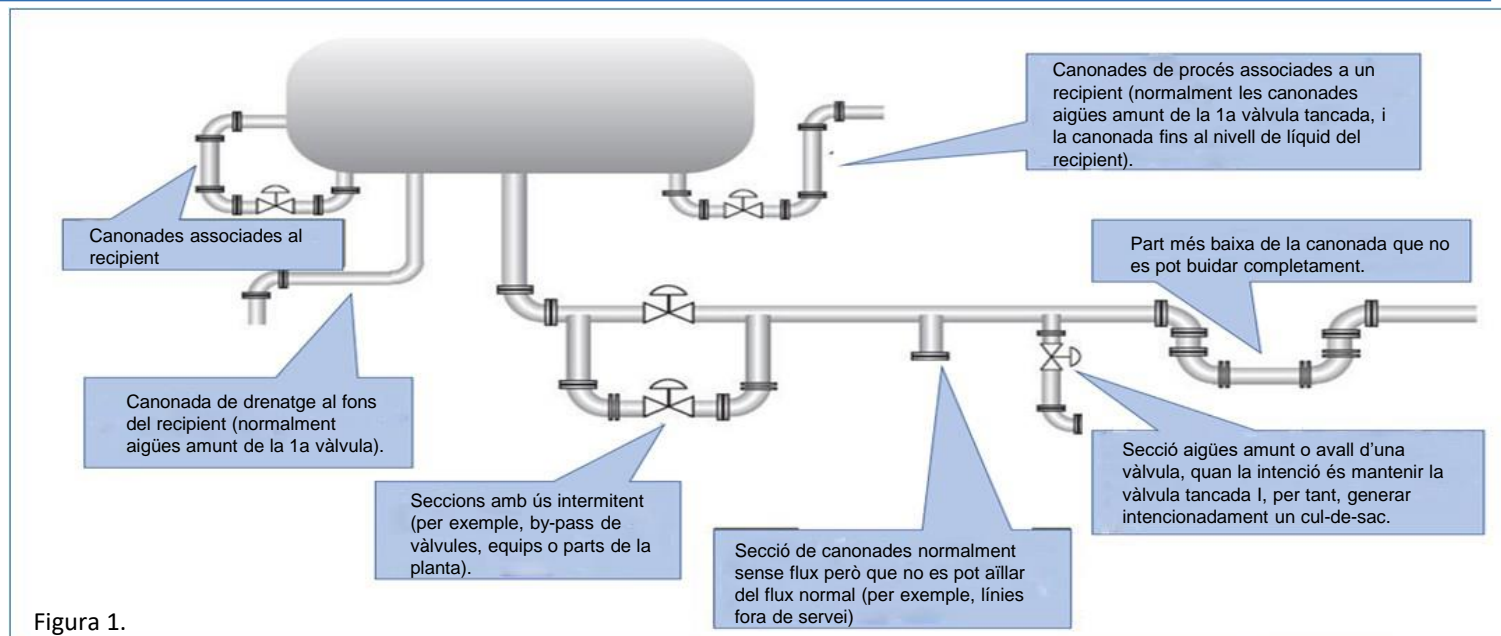 Canonades de procés associades a un
recipient (normalment les canonades
aigües amunt de la 1a vàlvula tancada, i
la canonada fins al nivell de líquid del
recipient).
Canonades associades al
recipient
Part més baixa de la canonada que no
es pot buidar completament.
Canonada de drenatge al fons
del recipient (normalment
aigües amunt de la 1a vàlvula).
Secció aigües amunt o avall d'una
vàlvula, quan la intenció és mantenir la
vàlvula tancada I, per tant, generar
intencionadament un cul-de-sac.
Seccions amb ús intermitent
(per exemple, by-pass de
vàlvules, equips o parts de la
planta).
Secció de canonades normalment
sense flux però que no es pot aïllar
del flux normal (per exemple, línies
fora de servei)
Figura 1.